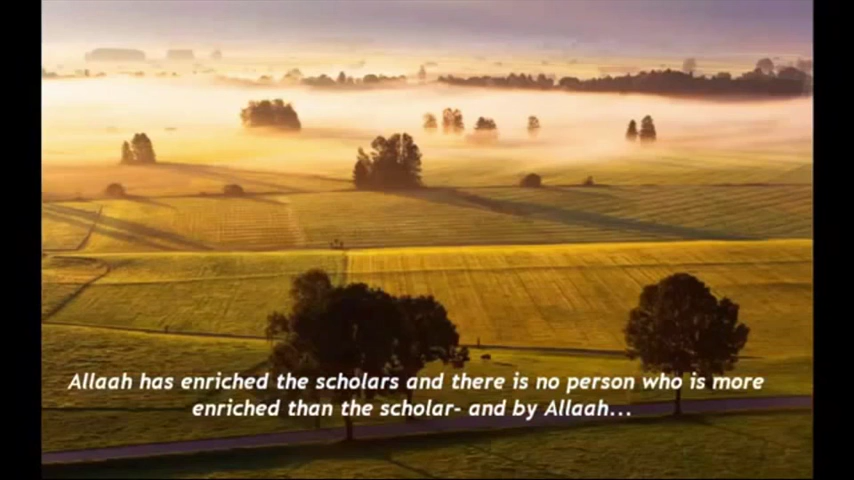 Allaah has enriched the scholars and there is no person who is more
enriched than the scholar- and by Allaah...